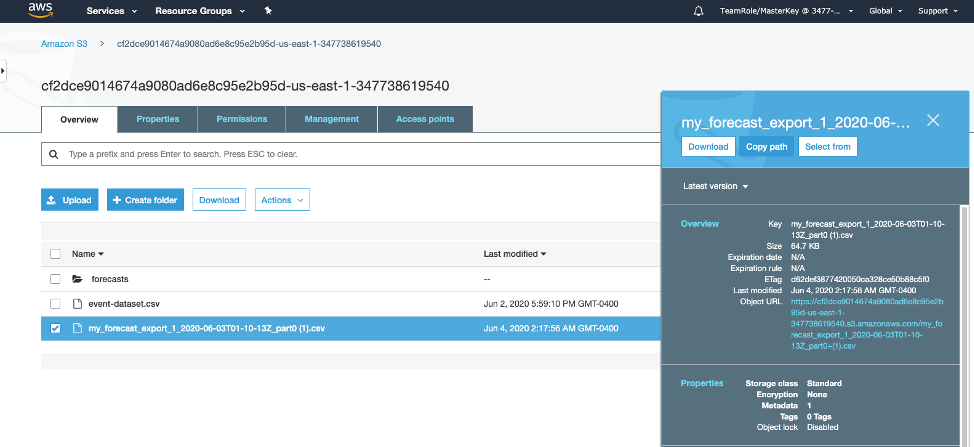 aws Services Resource Groups TeamRole/MasterKey @ 3477-... Global Support
Amazon S3 > cf2dce9014674a9080ad6e8c95e2b95d-us-east-1-347738619540
cf2dce9014674a9080ad6e8c95e2b95d-us-east-1-347738619540
Overview Properties Permissions Management Access points
Type a prefix and press Enter to search. Press ESC to clear.
Upload + Create folder Download Actions
Name Last modified
forecasts --
event-dataset.csv Jun 2, 2020 5:59:10 PM GMT-0400
my_forecast_export_1_2020-06-03T01-10-13Z_part0 (1).csv Jun 4, 2020 2:17:56 AM GMT-0400
my_forecast_export_1_2020-06-...
Download Copy path Select from
Latest version
Overview Key my_forecast_export_1_2020-06-03T01-10-
13Z_part0 (1).csv
Size 64.7 KB
Expiration date N/A
Expiration rule N/A
ETag d62def3877420050ca328ce50b88c5f0
Last modified Jun 4, 2020 2:17:56 AM GMT-0400
Object URL https://cf2dce9014674a9080ad6e8c95e2b
95d-us-east-1-
347738619540.s3.amazonaws.com/my_fo
recast_export_1_2020-06-03T01-10-
13Z_part0+(1).csv
Properties Storage class Standard
Encryption None
Metadata 1
Tags 0 Tags
Object lock Disabled